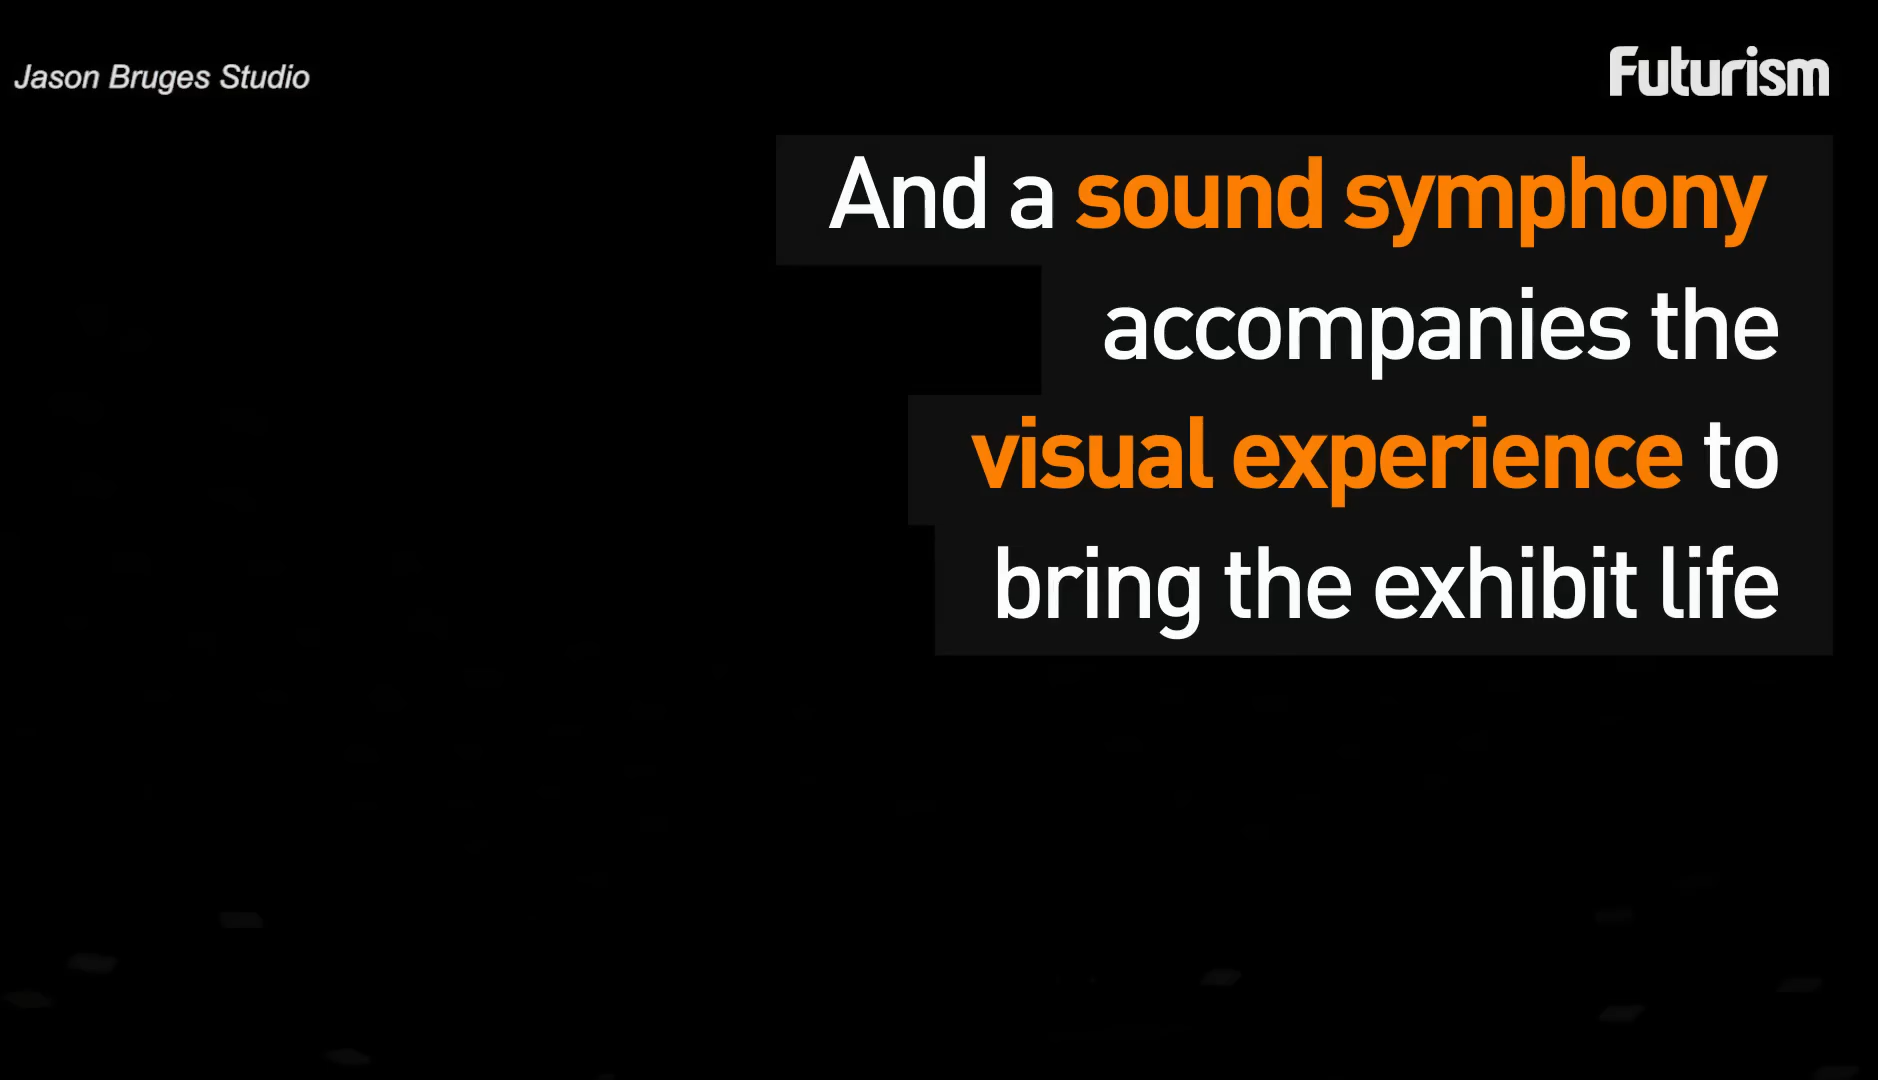 Jason Bruges Studio
Futurism
And a sound symphony
accompanies the
visual experience to
bring the exhibit life